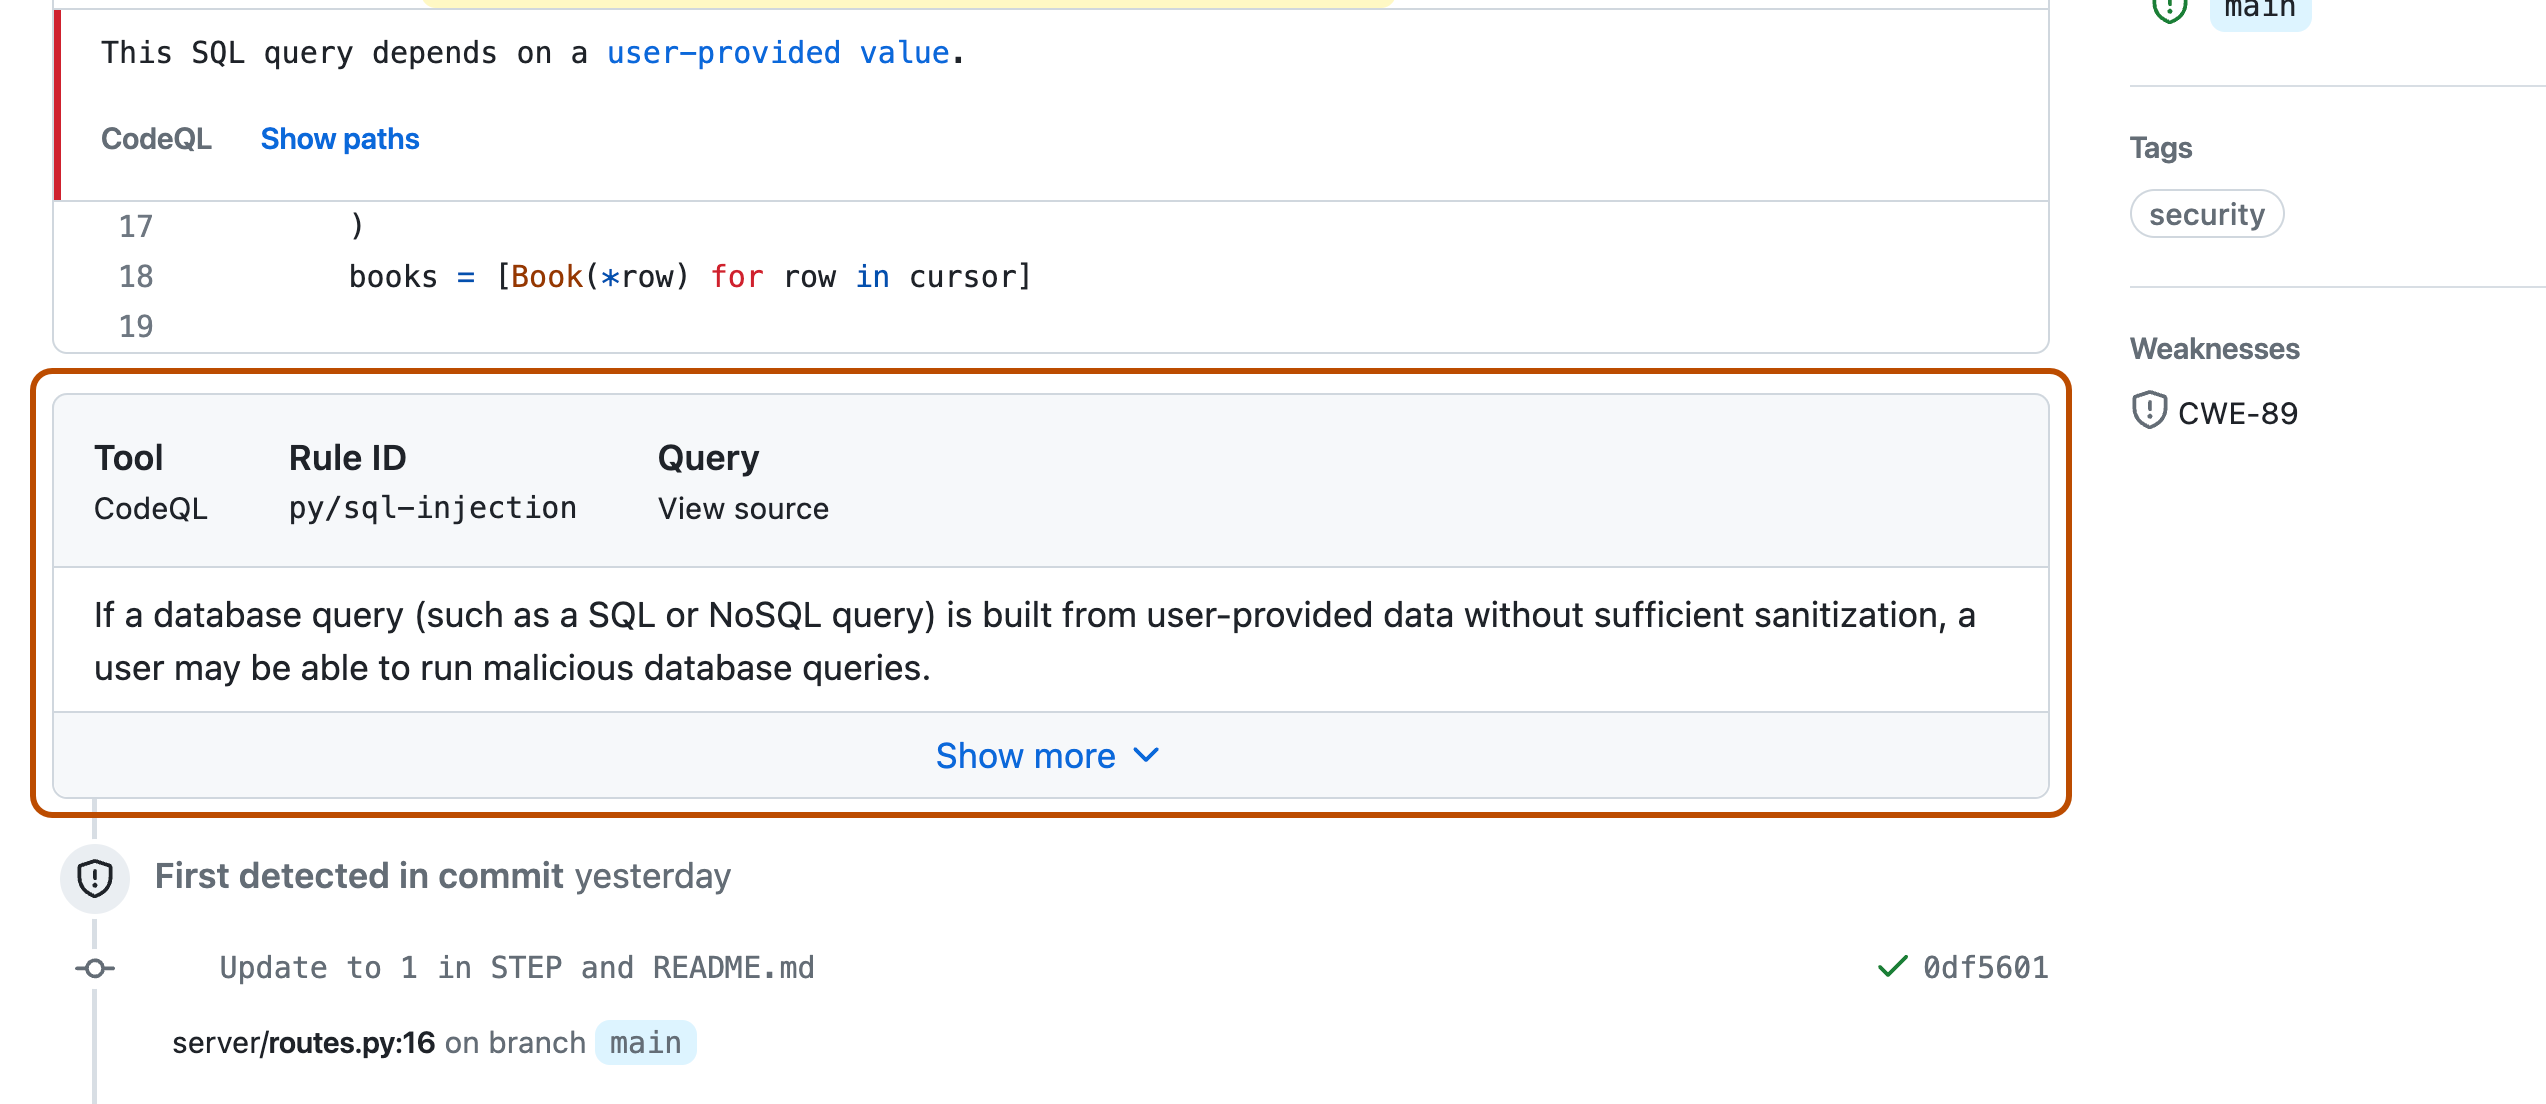 This SQL query depends on a user-provided value.
CodeQL Show paths
17 )
18 books = [Book(*row) for row in cursor]
19
Tool Rule ID Query
CodeQL py/sql-injection View source
If a database query (such as a SQL or NoSQL query) is built from user-provided data without sufficient sanitization, a
user may be able to run malicious database queries.
Show more
First detected in commit yesterday
Update to 1 in STEP and README.md 0df5601
server/routes.py:16 on branch main
main
Tags
security
Weaknesses
CWE-89